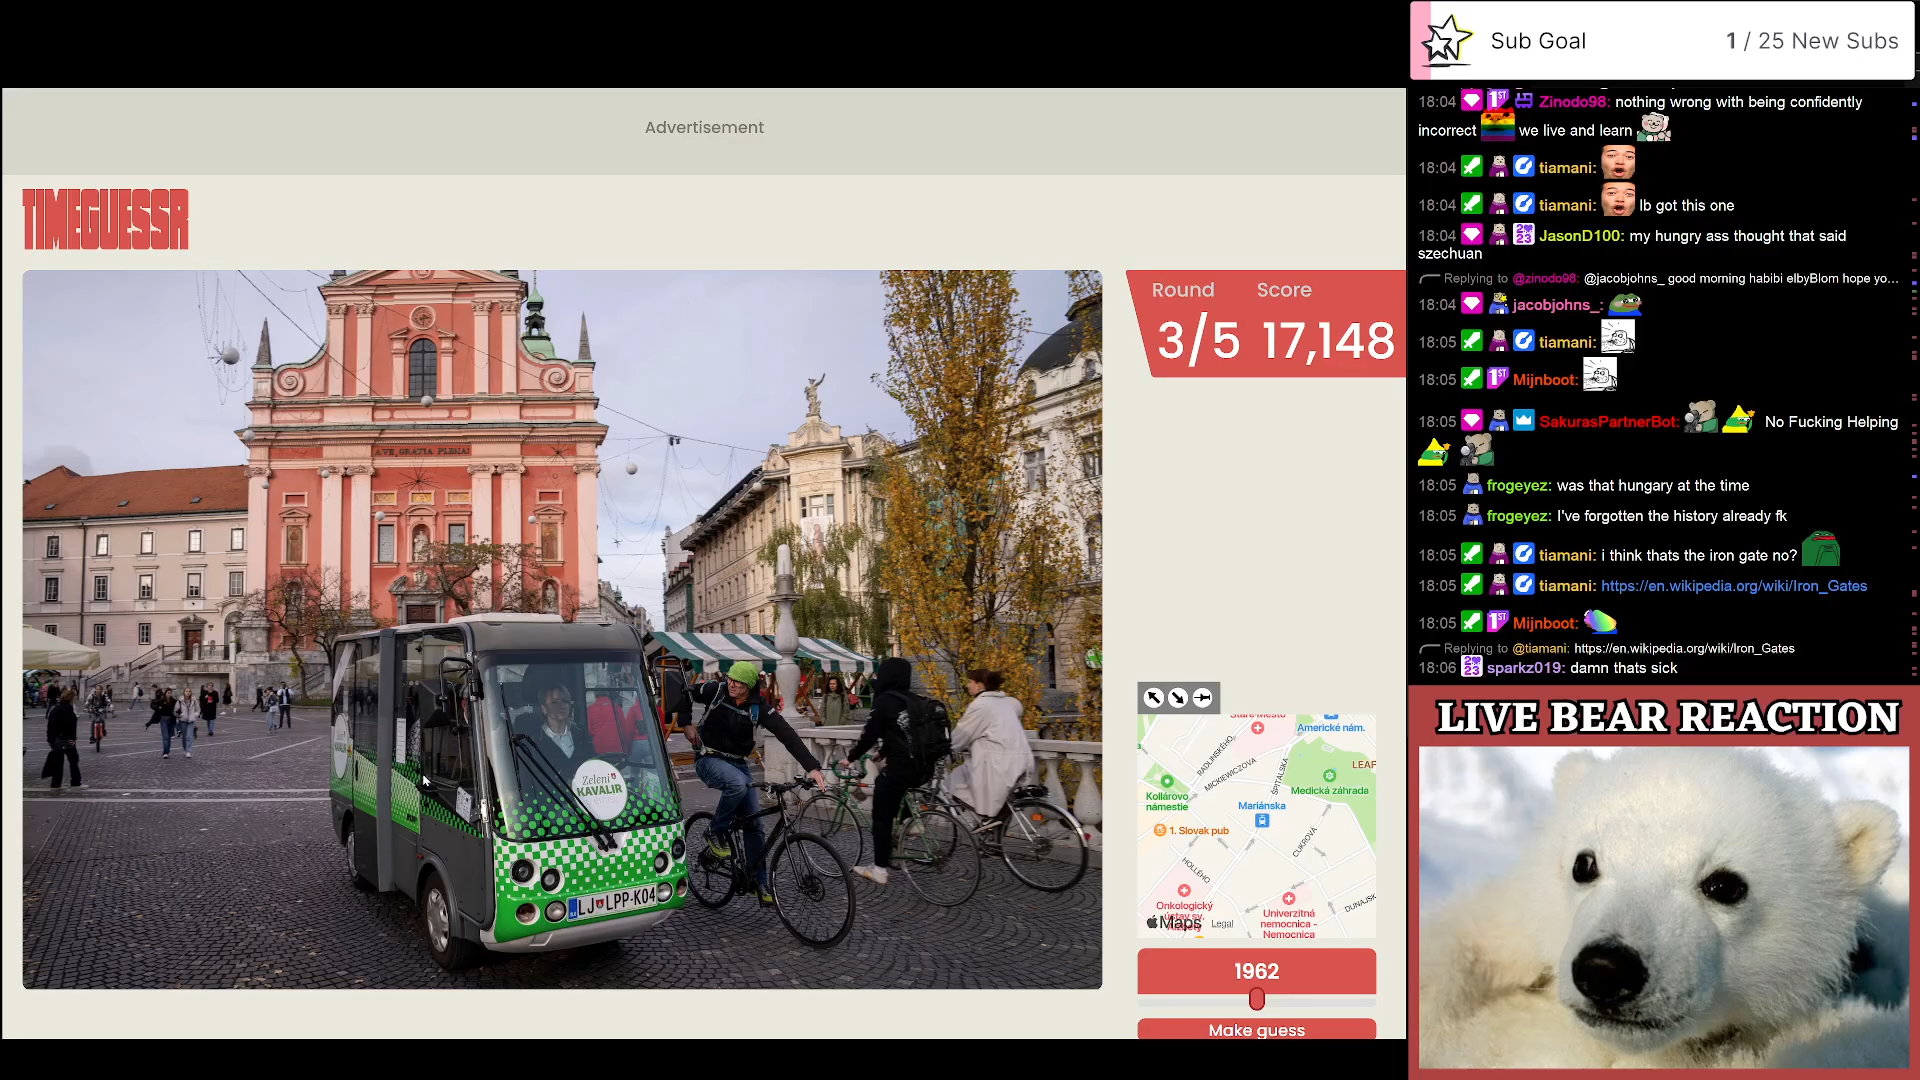 Sub Goal
1 / 25 New Subs
Advertisement
TIMEGUESSR
Round
Score
3/5
17,148
AVE, GRATIA PLENA!
Zeleni
KAVALIR
LJ LPP-K04
Americké nám.
RADLINSKÉHO
MICKIEWICZOVA
ŠPITÁLSKA
LEAF
Medická záhrada
Kollárovo
námestie
Mariánska
1. Slovak pub
CUKROVÁ
HOLLÉHO
Onkologický
Univerzitná
nemocnica -
Nemocnica
DUNAJSK
Maps
Legal
1962
Make guess
18:04 Zinodo98: nothing wrong with being confidently
incorrect we live and learn
18:04 tiamani:
18:04 tiamani: lb got this one
18:04 JasonD100: my hungry ass thought that said
szechuan
Replying to @zinodo98: @jacobjohns_ good morning habibi elbyBlom hope yo...
18:04 jacobjohns_:
18:05 tiamani:
18:05 Mijnboot:
18:05 SakurasPartnerBot: No Fucking Helping
18:05 frogeyez: was that hungary at the time
18:05 frogeyez: I've forgotten the history already fk
18:05 tiamani: i think thats the iron gate no?
18:05 tiamani: https://en.wikipedia.org/wiki/Iron_Gates
18:05 Mijnboot:
Replying to @tiamani: https://en.wikipedia.org/wiki/Iron_Gates
18:06 sparkz019: damn thats sick
LIVE BEAR REACTION